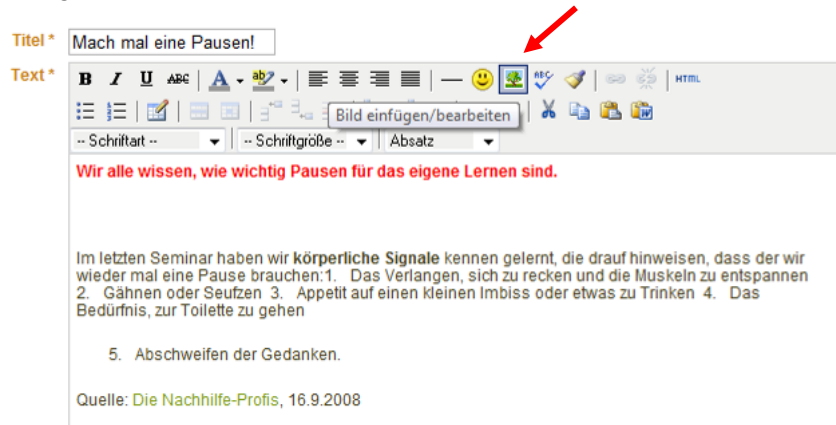 Titel * Mach mal eine Pausen!
Text *
B I U ABC A ab HTML
Bild einfügen/bearbeiten
-- Schriftart -- -- Schriftgröße -- Absatz
Wir alle wissen, wie wichtig Pausen für das eigene Lernen sind.
Im letzten Seminar haben wir körperliche Signale kennen gelernt, die drauf hinweisen, dass der wir
wieder mal eine Pause brauchen:1. Das Verlangen, sich zu recken und die Muskeln zu entspannen
2. Gähnen oder Seufzen 3. Appetit auf einen kleinen Imbiss oder etwas zu Trinken 4. Das
Bedürfnis, zur Toilette zu gehen
5. Abschweifen der Gedanken.
Quelle: Die Nachhilfe-Profis, 16.9.2008